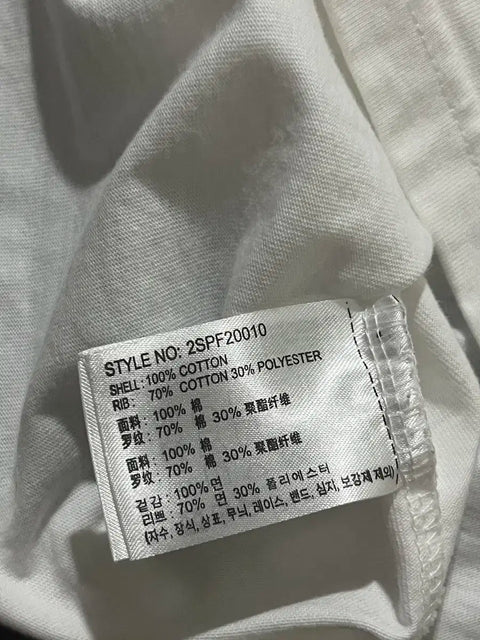 STYLE NO: 2SPF20010
SHELL: 100% COTTON
RIB: 70% COTTON 30% POLYESTER
面料: 100% 棉
罗纹: 70% 棉 30% 聚酯纤维
面料: 100% 棉
罗纹: 70% 棉 30% 聚酯纤维
겉감: 100% 면
리쁘: 70% 면 30% 폴리에스터
(자수, 장식, 상표, 무늬, 레이스, 밴드, 심지, 보강제 제외)